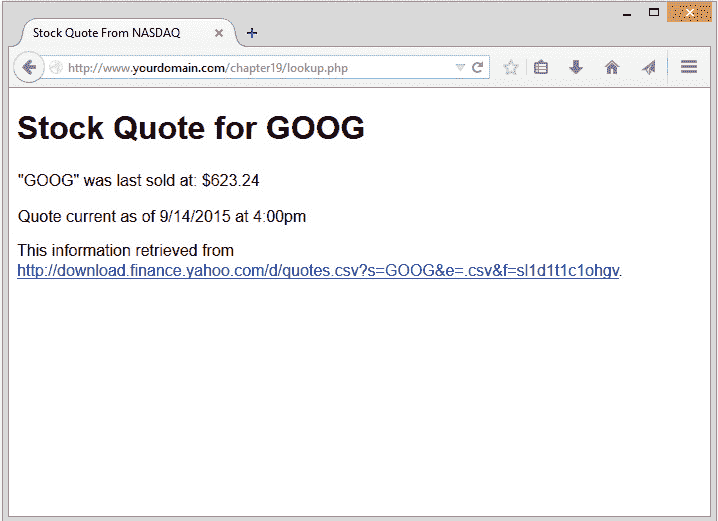 Stock Quote From NASDAQ
http://www.yourdomain.com/chapter19/lookup.php
Stock Quote for GOOG
"GOOG" was last sold at: $623.24
Quote current as of 9/14/2015 at 4:00pm
This information retrieved from
http://download.finance.yahoo.com/d/quotes.csv?s=GOOG&e=.csv&f=sl1d1t1c1ohgv.